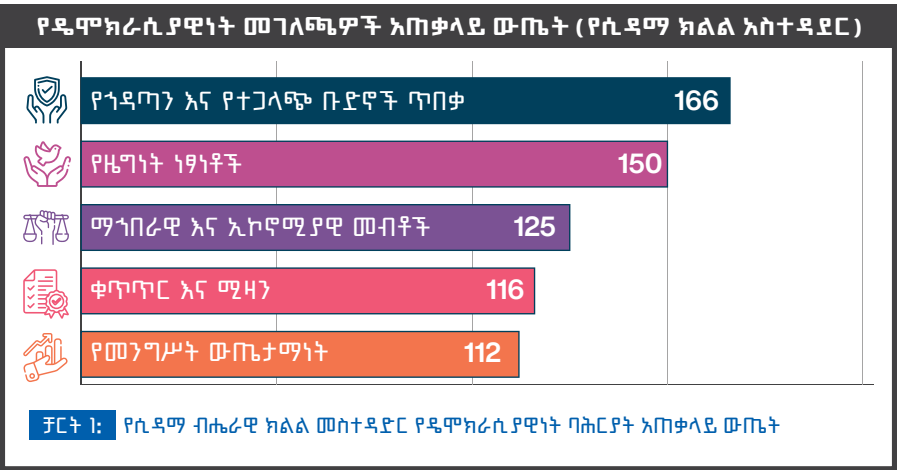 የዴሞክራሲያዊነት መገለጫዎች አጠቃላይ ውጤት (የሲዳማ ክልል አስተዳደር)
የኅዳጣን እና የተጋላጭ ቡድኖች ጥበቃ 166
የዜግነት ነፃነቶች 150
ማኅበራዊ እና ኢኮኖሚያዊ መብቶች 125
ቁጥጥር እና ሚዛን 116
የመንግሥት ውጤታማነት 112
ቻርት 1: የሲዳማ ብሔራዊ ክልል መስተዳድር የዴሞክራሲያዊነት ባሕርያት አጠቃላይ ውጤት